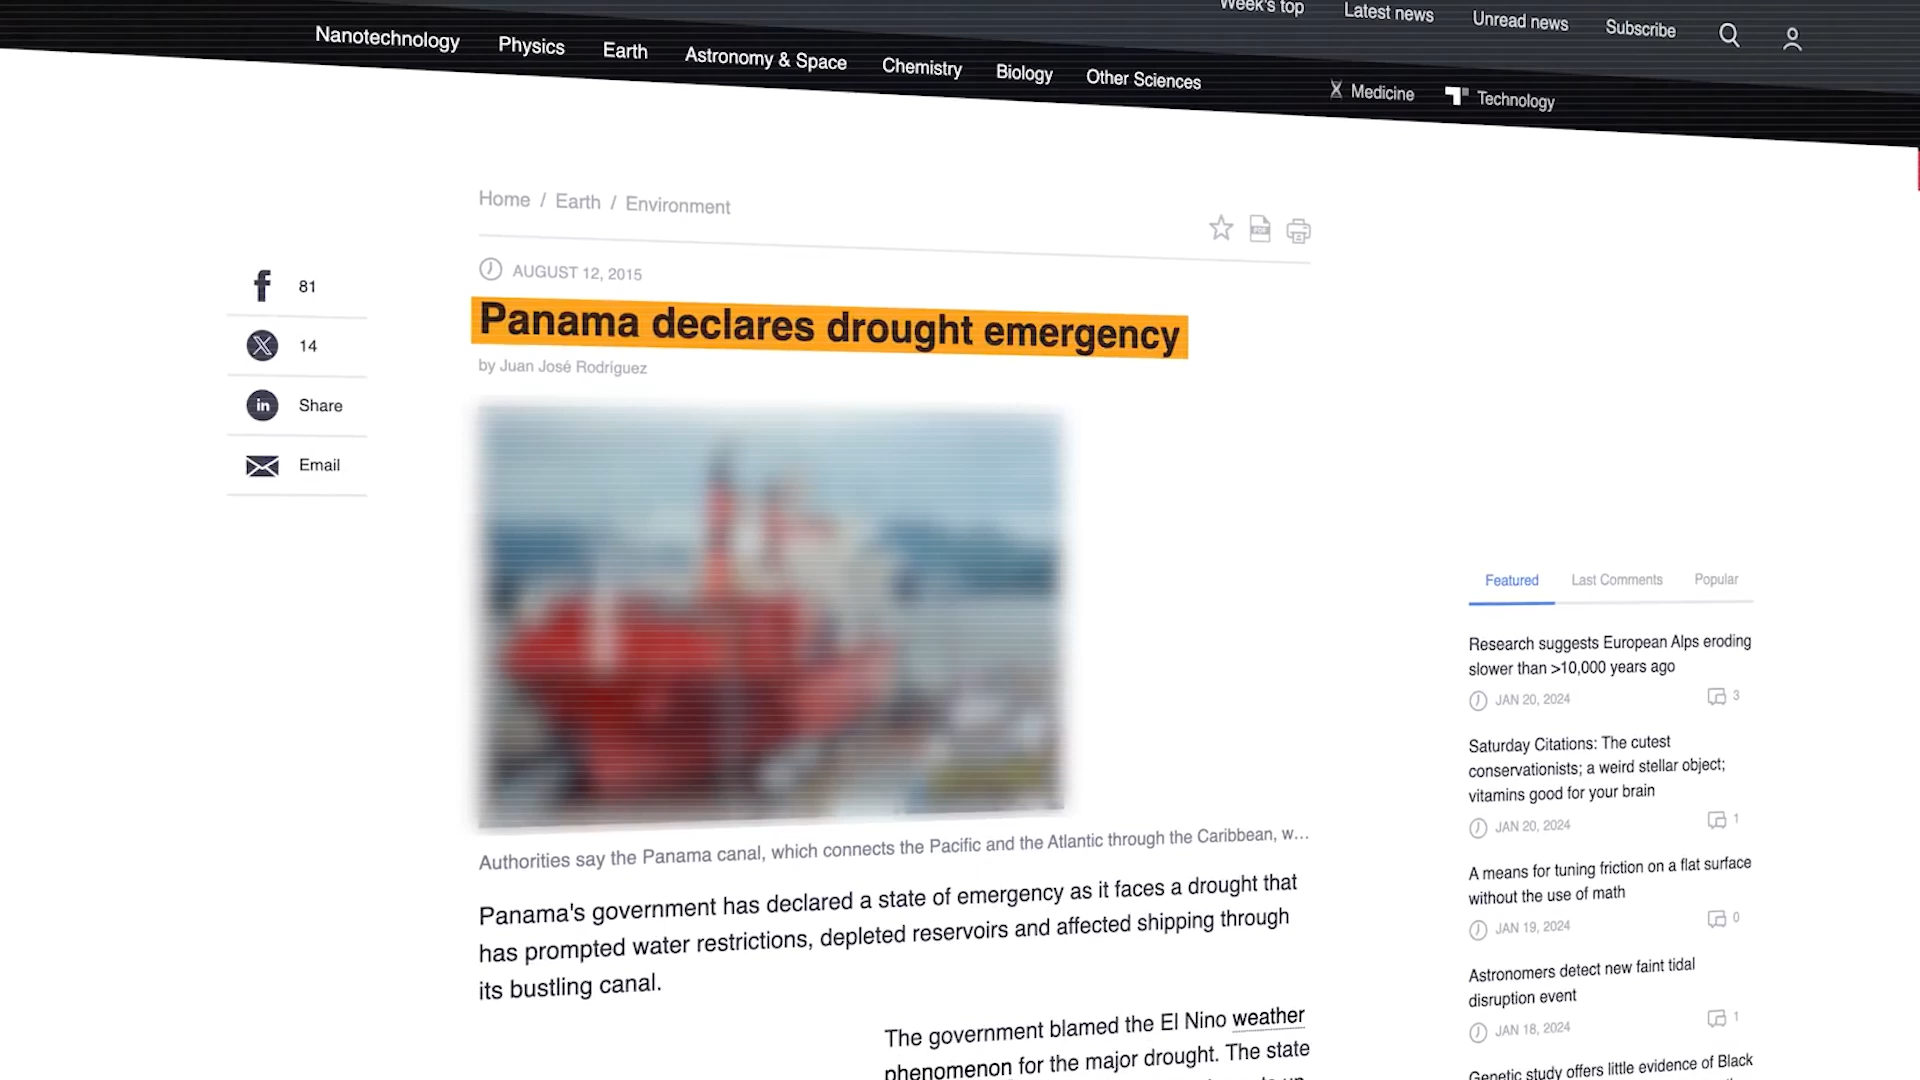 Week's top
Latest news
Unread news
Subscribe
Nanotechnology
Physics
Earth
Astronomy & Space
Chemistry
Biology
Other Sciences
Medicine
Technology
Home / Earth / Environment
AUGUST 12, 2015
Panama declares drought emergency
by Juan José Rodríguez
81
14
Share
Email
Authorities say the Panama canal, which connects the Pacific and the Atlantic through the Caribbean, w...
Panama's government has declared a state of emergency as it faces a drought that
has prompted water restrictions, depleted reservoirs and affected shipping through
its bustling canal.
The government blamed the El Nino weather
phenomenon for the major drought. The state
Featured
Last Comments
Popular
Research suggests European Alps eroding
slower than >10,000 years ago
JAN 20, 2024
3
Saturday Citations: The cutest
conservationists; a weird stellar object;
vitamins good for your brain
JAN 20, 2024
1
A means for tuning friction on a flat surface
without the use of math
JAN 19, 2024
0
Astronomers detect new faint tidal
disruption event
JAN 18, 2024
1
Genetic study offers little evidence of Black